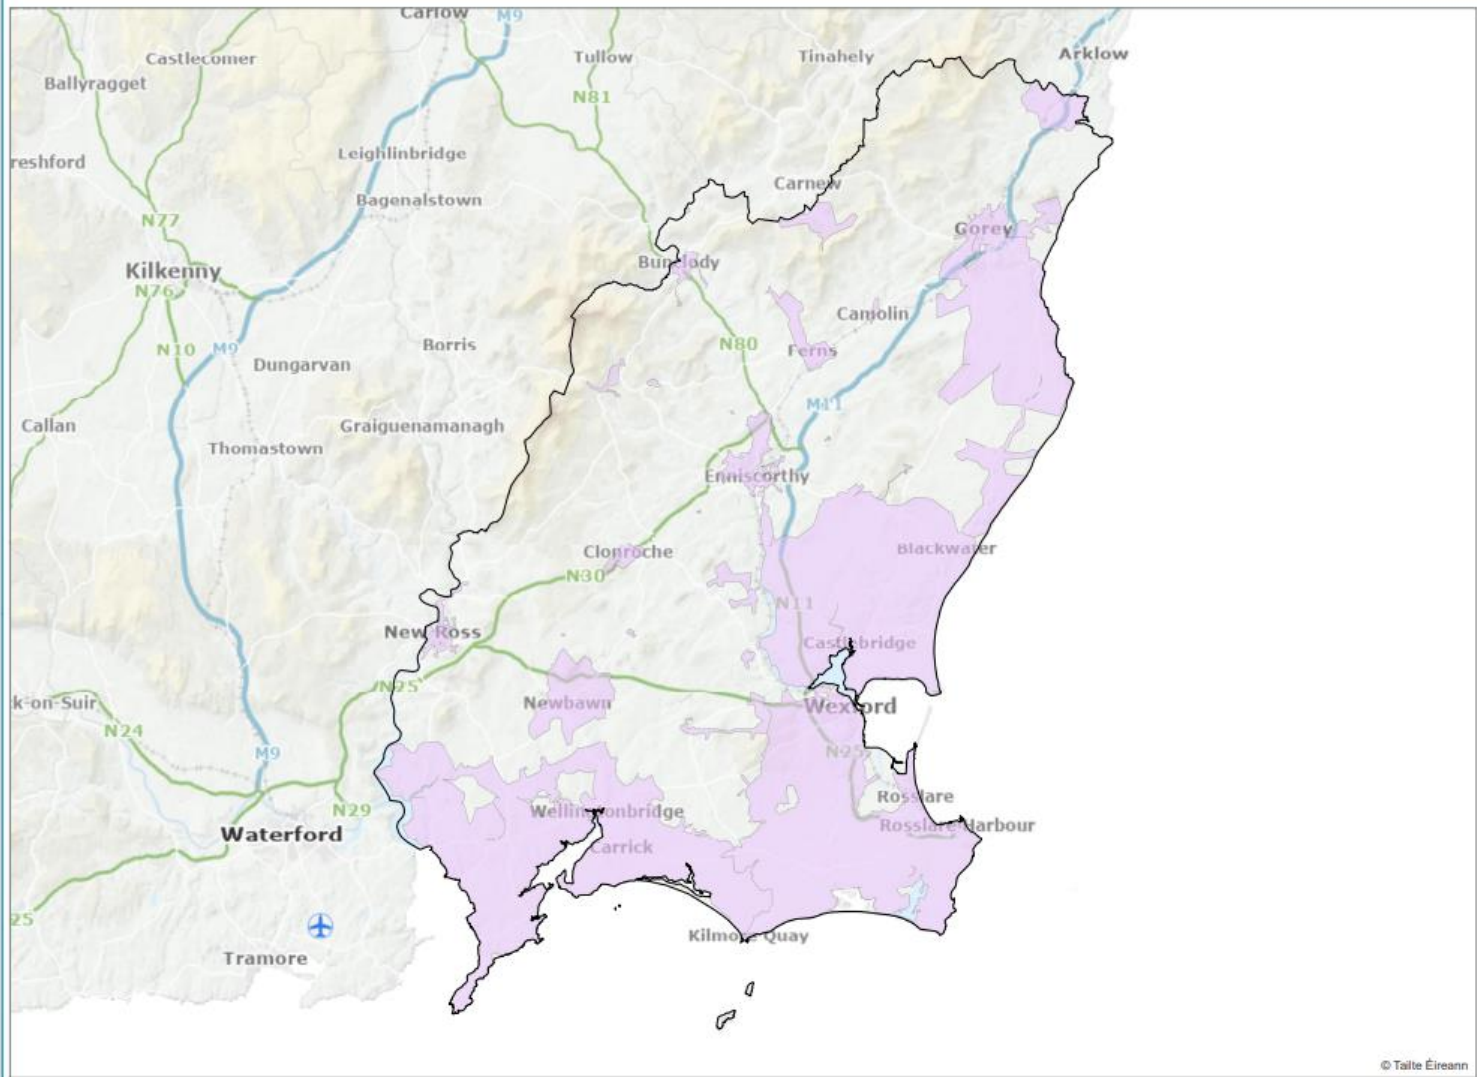 Carlow
M9
Castlecomer
Tullow
Tinahely
Arklow
Ballyragget
N81
Leighlinbridge
reshford
Carnew
Bagenalstown
N77
Gorey
Kilkenny
Bunclody
N76
Camolin
N10
M9
Borris
N80
Ferns
Dungarvan
M11
Callan
Graiguenamanagh
Thomastown
Enniscorthy
Clonroche
Blackwater
N30
N11
New Ross
Castlebridge
N25
k-on-Suir
Newbawn
Wexford
N24
M9
N25
Rosslare
N29
Wellingtonbridge
Waterford
Rosslare Harbour
Carrick
25
Kilmore Quay
Tramore
© Tailte Éireann